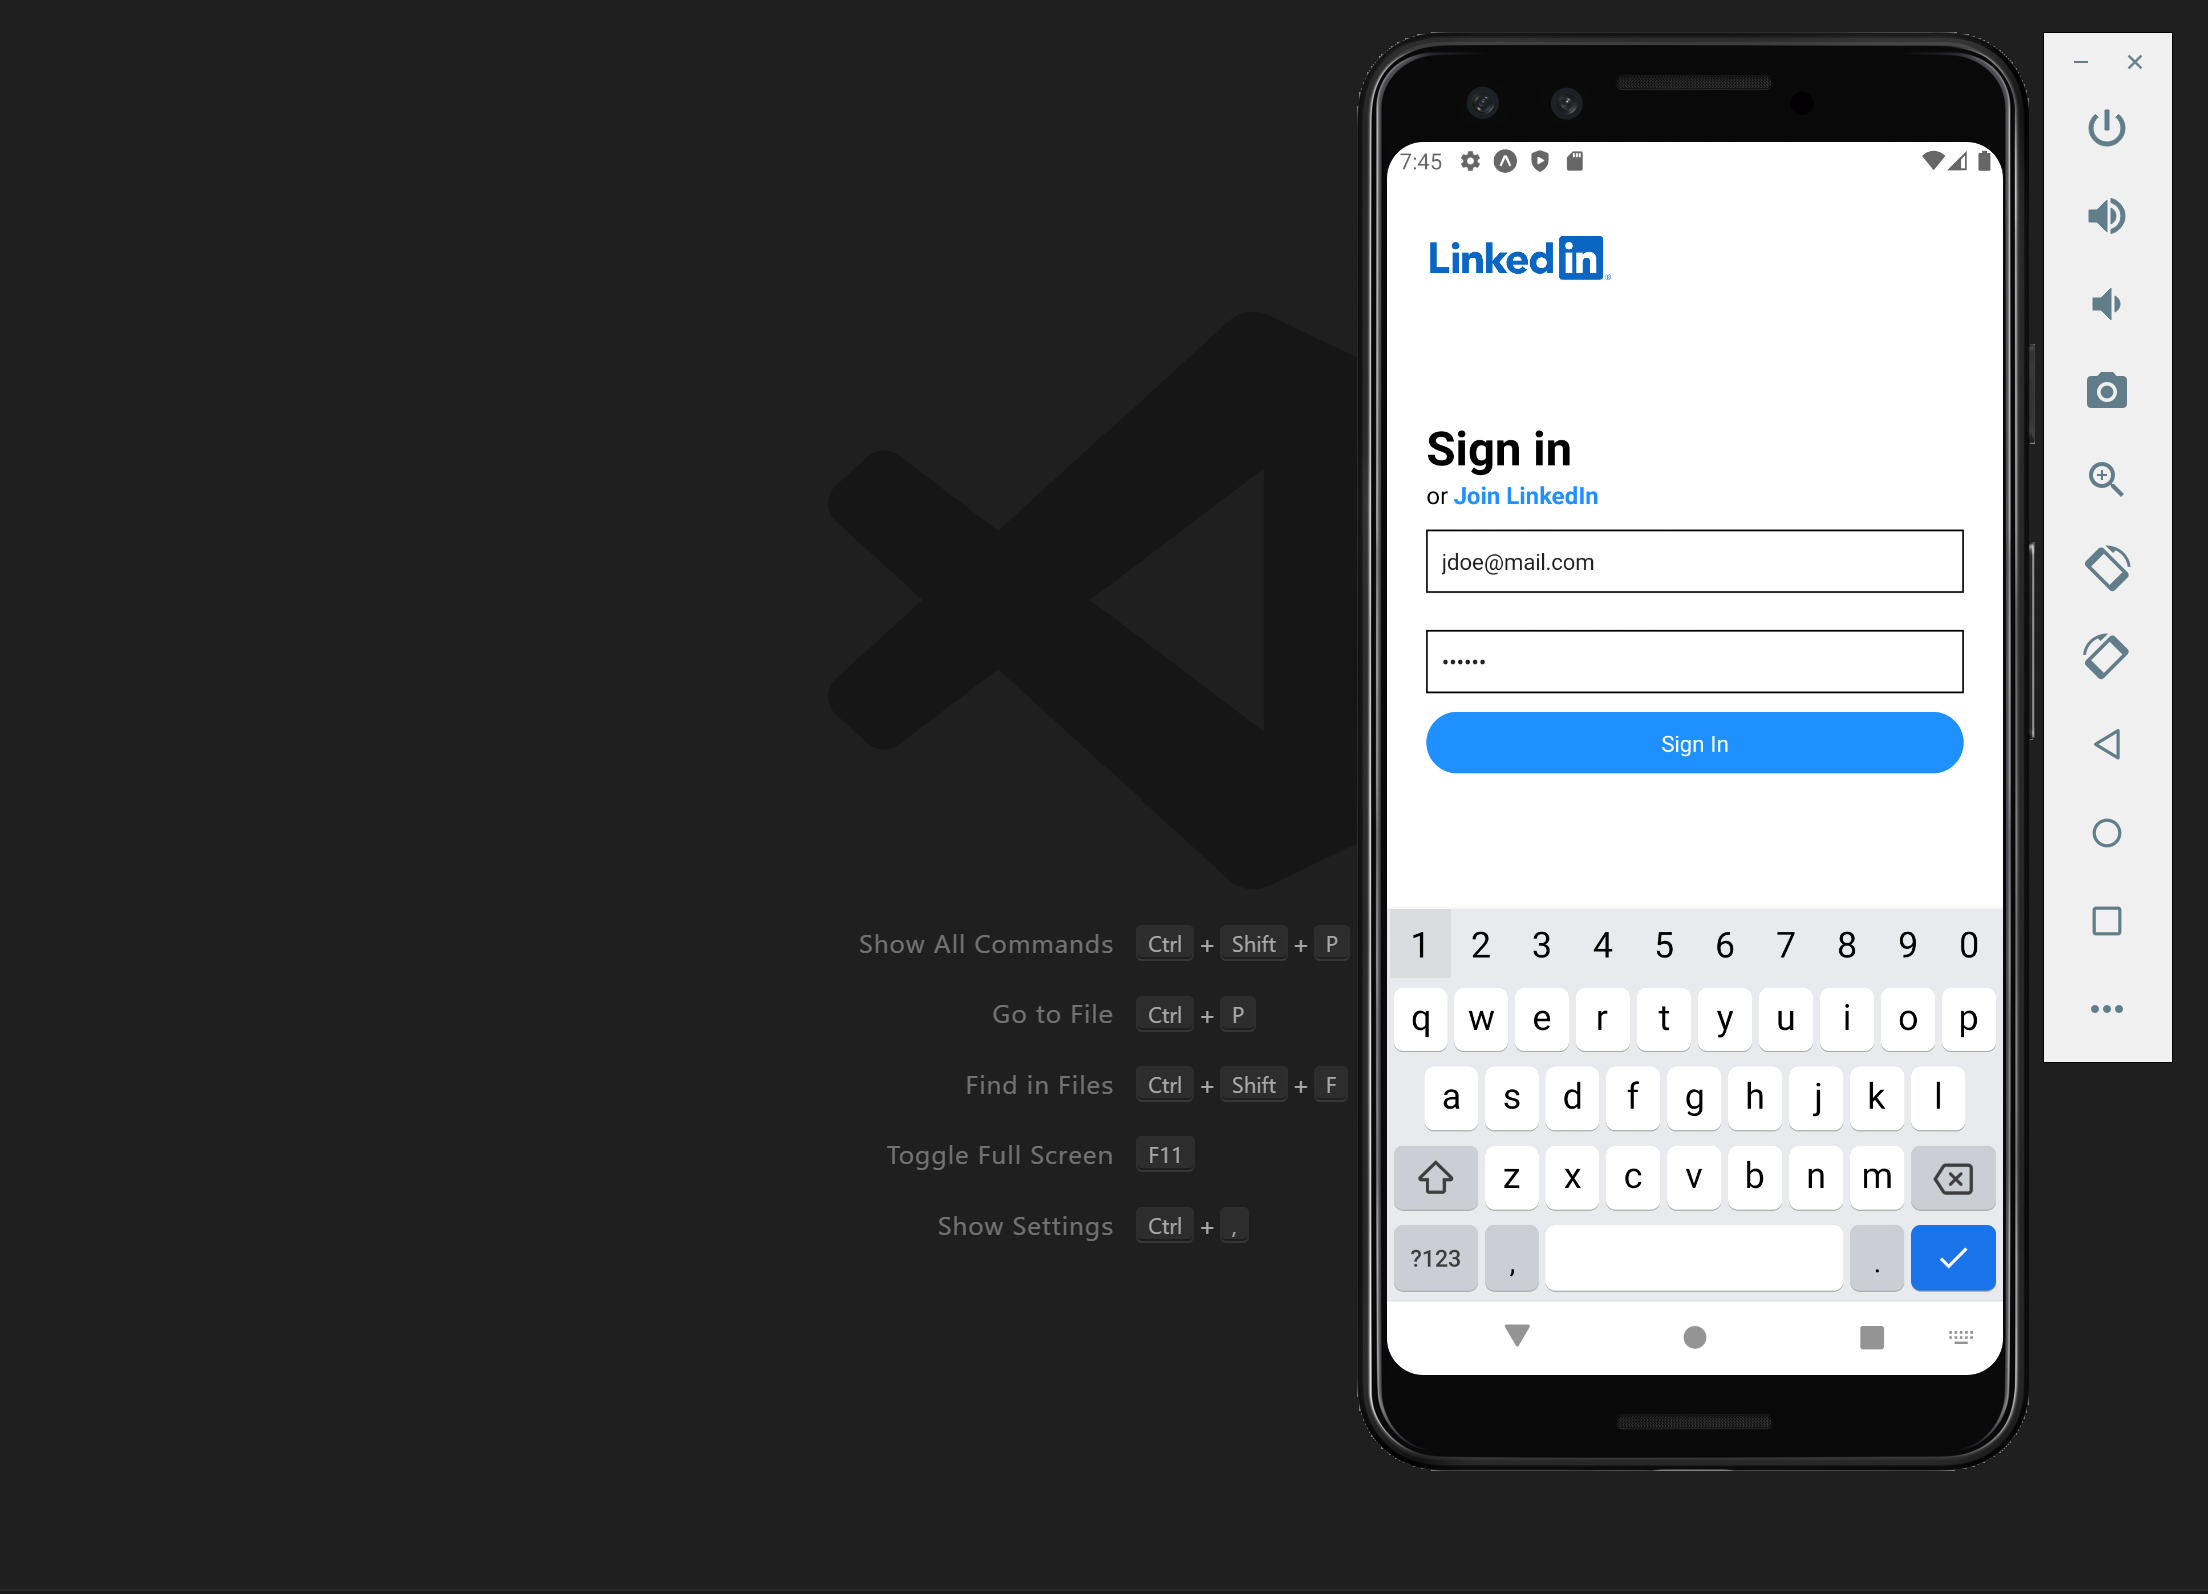 Show All Commands Ctrl + Shift + P
Go to File Ctrl + P
Find in Files Ctrl + Shift + F
Toggle Full Screen F11
Show Settings Ctrl + ,
7:45
Linked in ®
Sign in
or Join LinkedIn
jdoe@mail.com
••••••
Sign In
1 2 3 4 5 6 7 8 9 0
q w e r t y u i o p
a s d f g h j k l
z x c v b n m
?123 , .